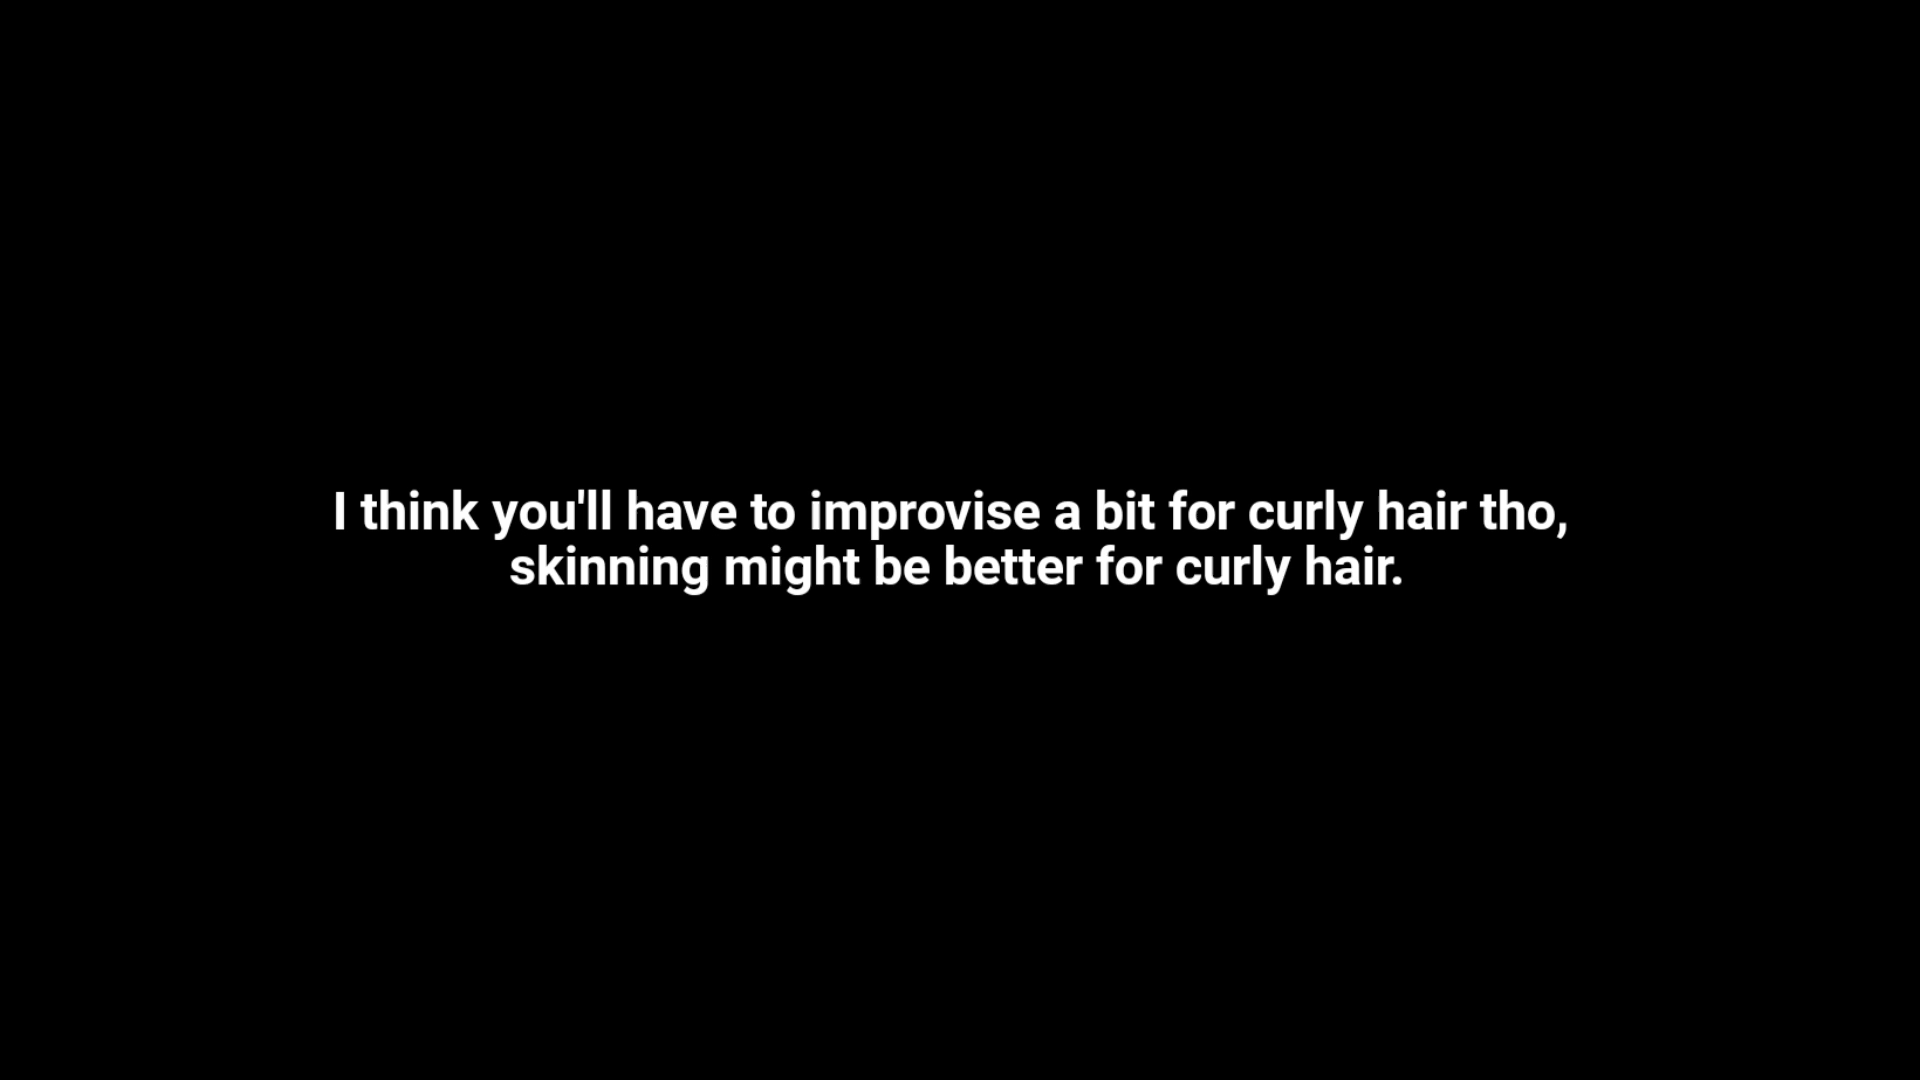 I think you'll have to improvise a bit for curly hair tho,
skinning might be better for curly hair.